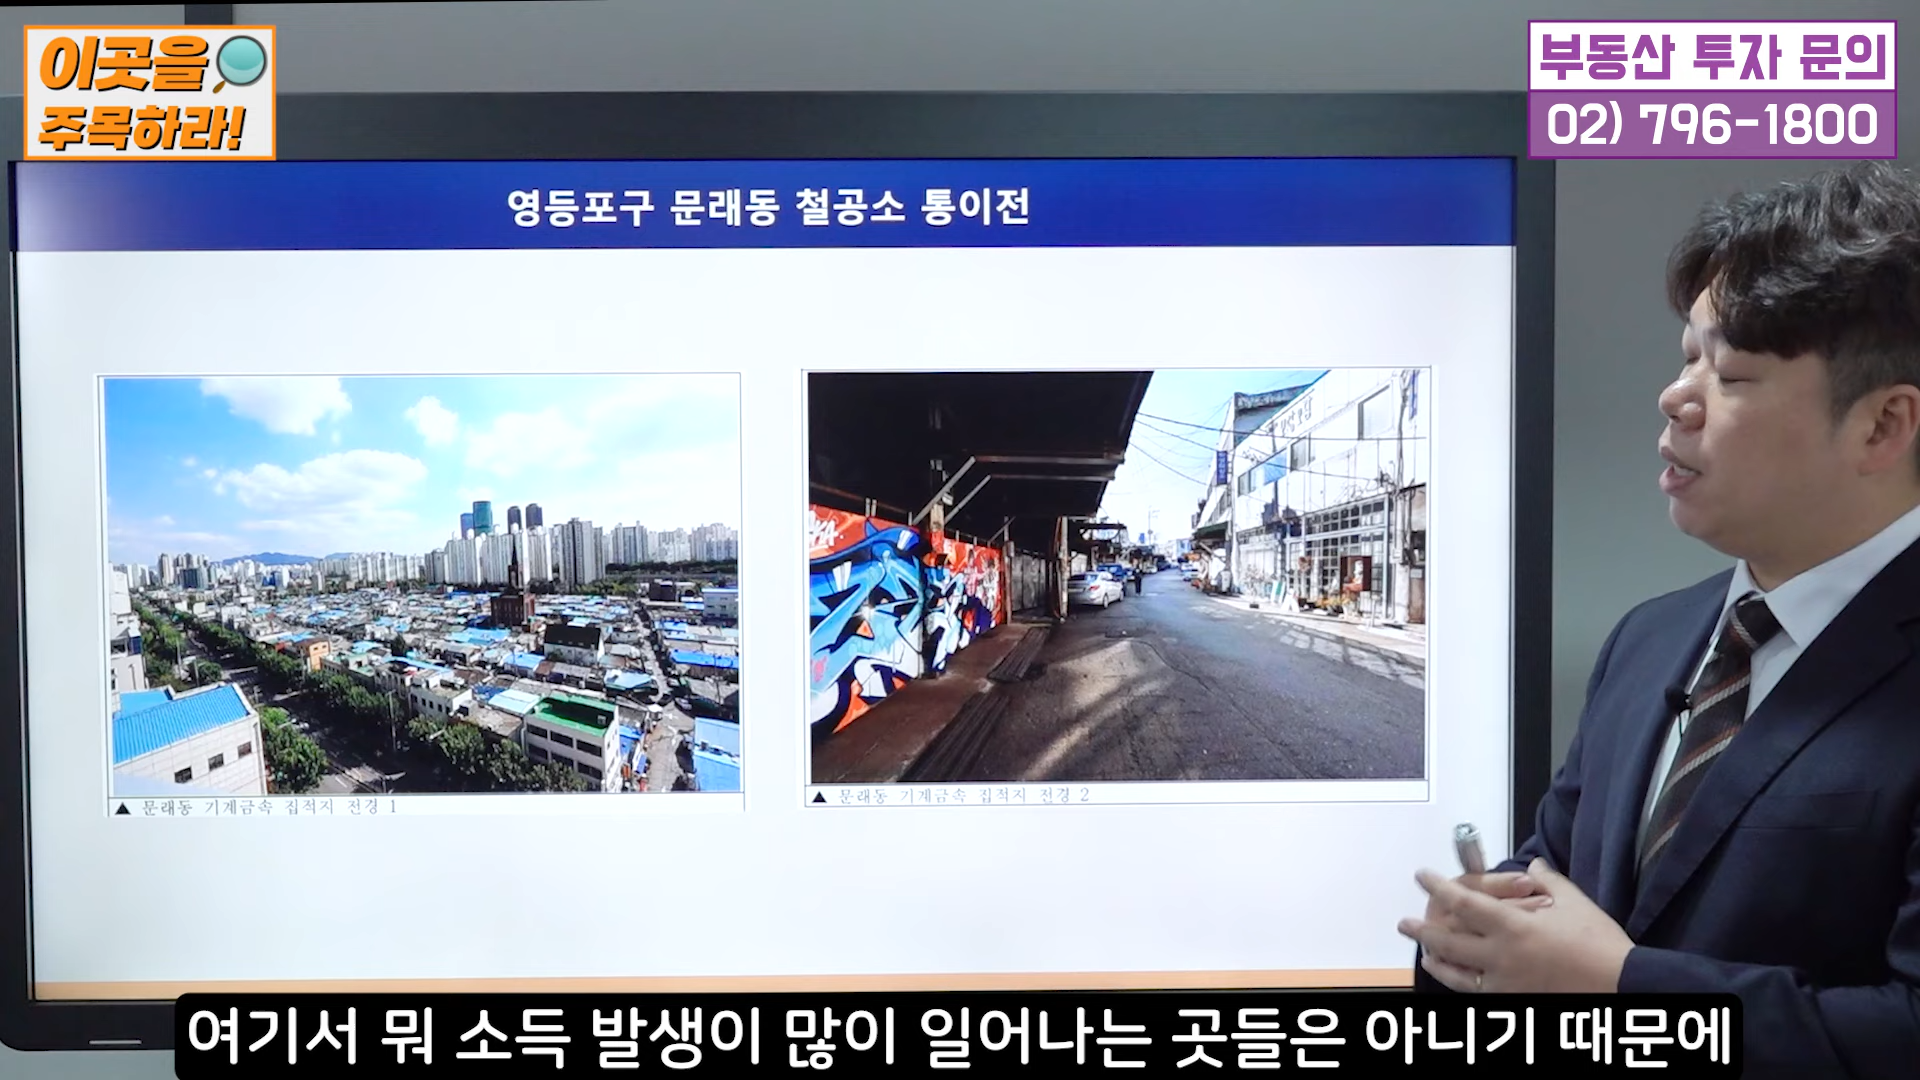 이곳을
주목하라!
부동산 투자 문의
02) 796-1800
영등포구 문래동 철공소 통이전
▲ 문래동 기계금속 집적지 전경 1
▲ 문래동 기계금속 집적지 전경 2
여기서 뭐 소득 발생이 많이 일어나는 곳들은 아니기 때문에